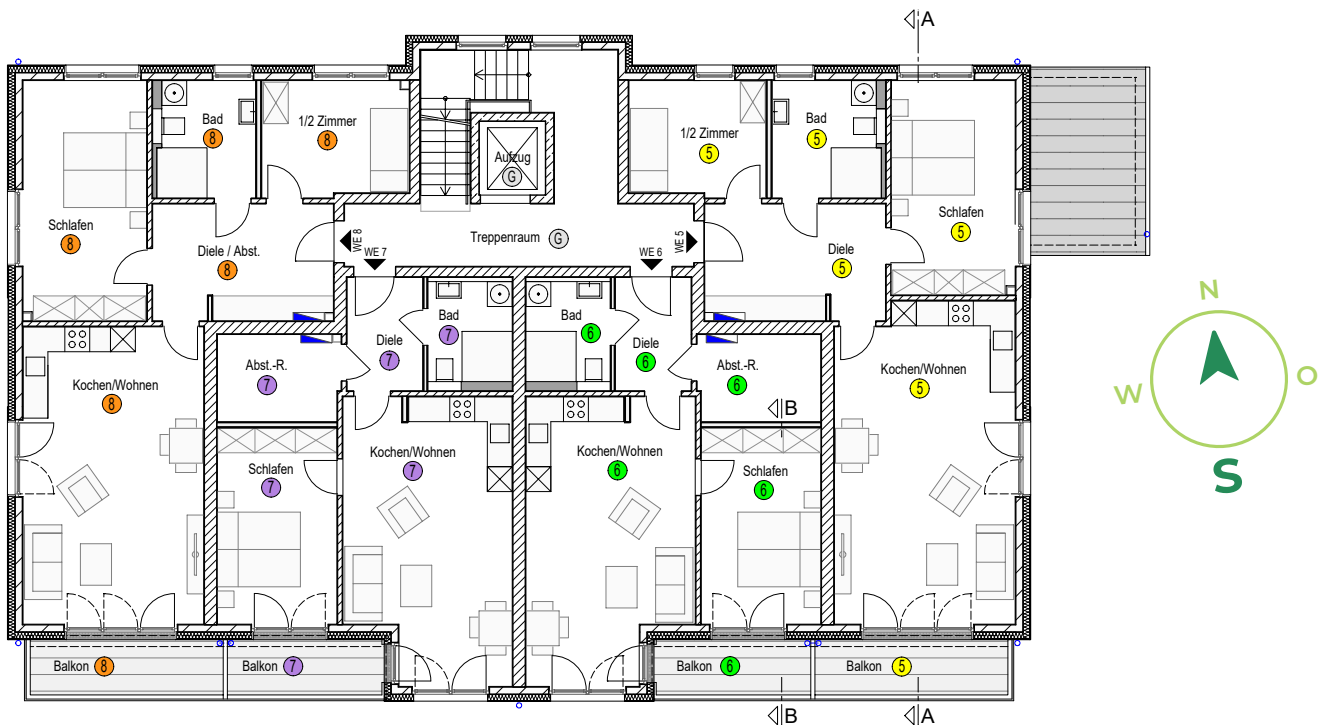 A
Bad
8
1/2 Zimmer
8
1/2 Zimmer
5
Bad
5
Aufzug
G
Schlafen
8
Schlafen
5
Diele / Abst.
8
WE 8
Treppenraum G
WE 5
WE 7
WE 6
Diele
5
Bad
7
Bad
6
Diele
7
Diele
6
Abst.-R.
7
Abst.-R.
6
Kochen/Wohnen
8
Kochen/Wohnen
5
B
Kochen/Wohnen
7
Kochen/Wohnen
6
Schlafen
7
Schlafen
6
Balkon 8
Balkon 7
Balkon 6
Balkon 5
B
A
N
W
O
S